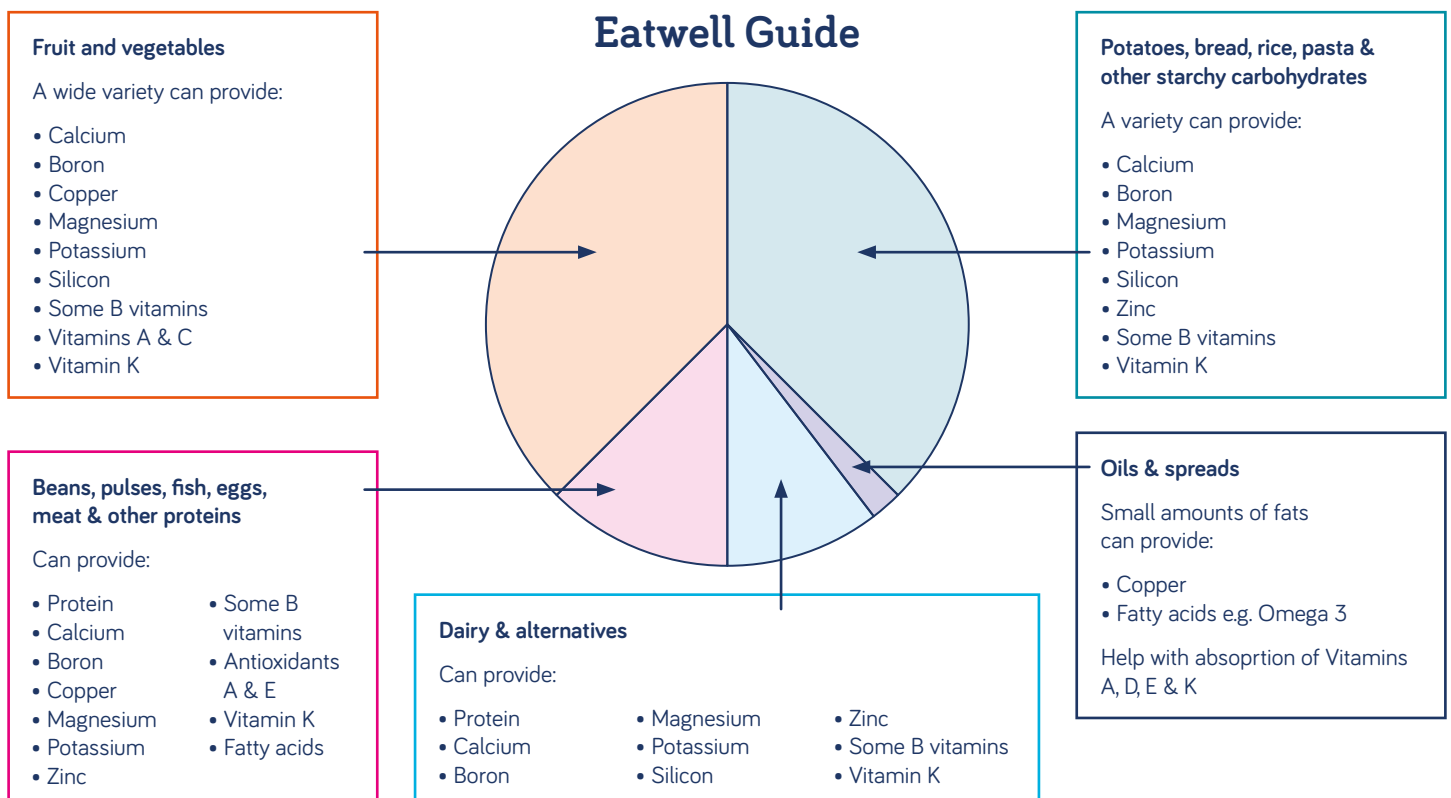 Eatwell Guide
Fruit and vegetables
A wide variety can provide:
• Calcium
• Boron
• Copper
• Magnesium
• Potassium
• Silicon
• Some B vitamins
• Vitamins A & C
• Vitamin K
Potatoes, bread, rice, pasta &
other starchy carbohydrates
A variety can provide:
• Calcium
• Boron
• Magnesium
• Potassium
• Silicon
• Zinc
• Some B vitamins
• Vitamin K
Beans, pulses, fish, eggs,
meat & other proteins
Can provide:
• Protein
• Calcium
• Boron
• Copper
• Magnesium
• Potassium
• Zinc
• Some B
vitamins
• Antioxidants
A & E
• Vitamin K
• Fatty acids
Dairy & alternatives
Can provide:
• Protein
• Calcium
• Boron
• Magnesium
• Potassium
• Silicon
• Zinc
• Some B vitamins
• Vitamin K
Oils & spreads
Small amounts of fats
can provide:
• Copper
• Fatty acids e.g. Omega 3
Help with absoprtion of Vitamins
A, D, E & K